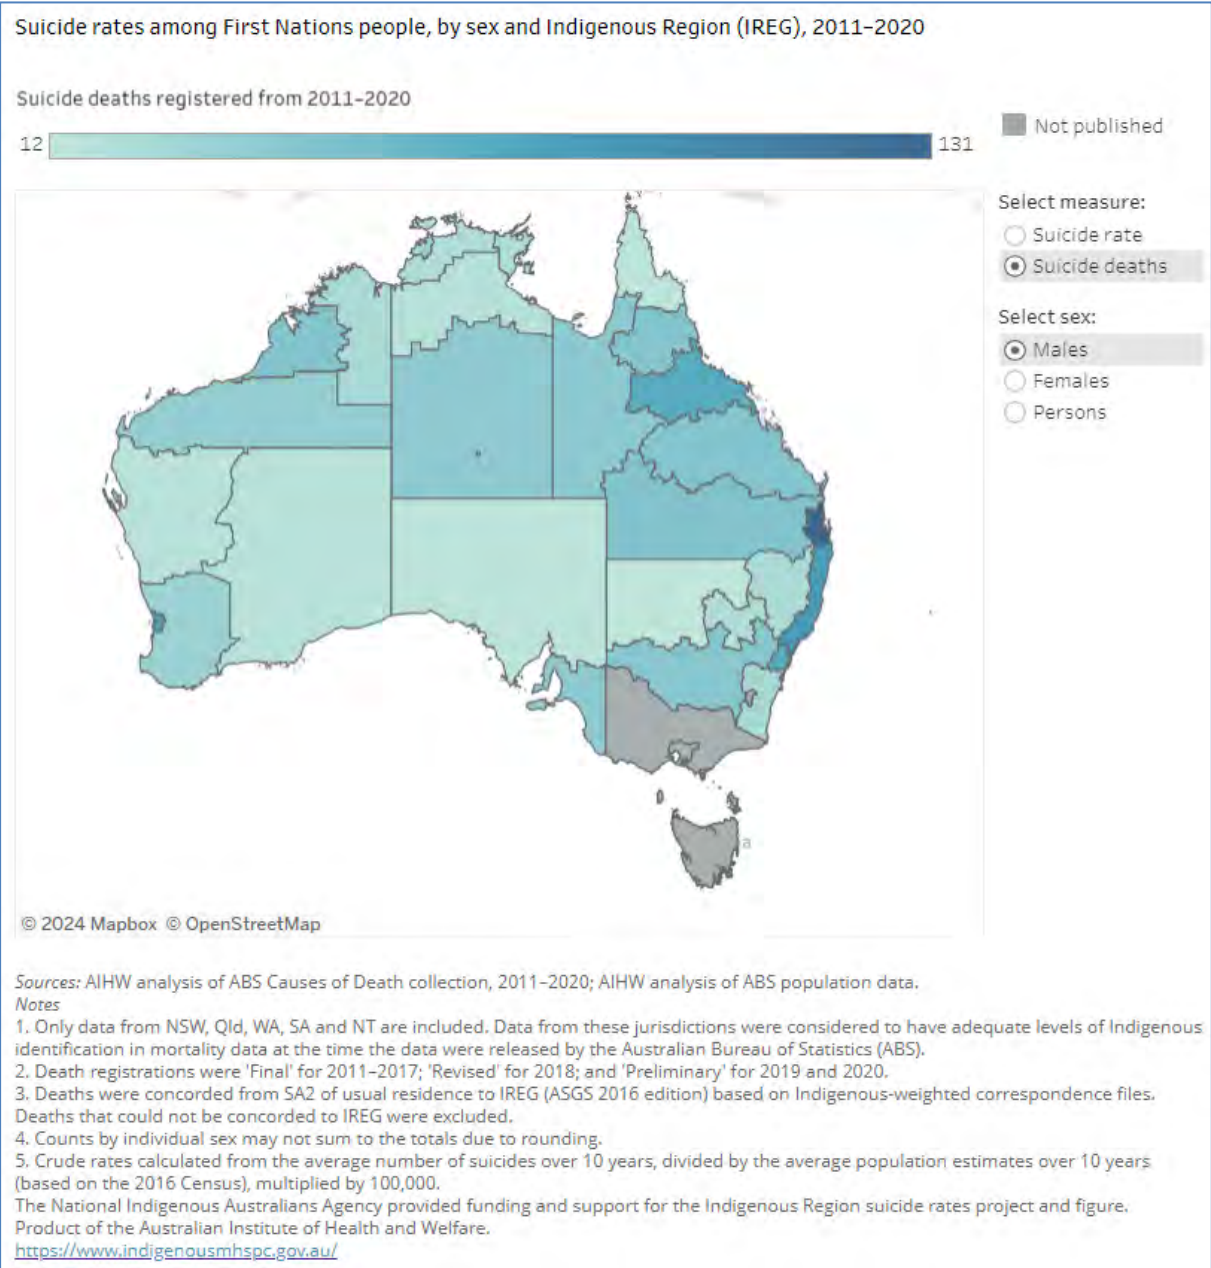 Suicide rates among First Nations people, by sex and Indigenous Region (IREG), 2011–2020
Suicide deaths registered from 2011–2020
12
131
Not published
Select measure:
Suicide rate
Suicide deaths
Select sex:
Males
Females
Persons
a
© 2024 Mapbox © OpenStreetMap
Sources: AIHW analysis of ABS Causes of Death collection, 2011–2020; AIHW analysis of ABS population data.
Notes
1. Only data from NSW, Qld, WA, SA and NT are included. Data from these jurisdictions were considered to have adequate levels of Indigenous
identification in mortality data at the time the data were released by the Australian Bureau of Statistics (ABS).
2. Death registrations were 'Final' for 2011–2017; 'Revised' for 2018; and 'Preliminary' for 2019 and 2020.
3. Deaths were concorded from SA2 of usual residence to IREG (ASGS 2016 edition) based on Indigenous-weighted correspondence files.
Deaths that could not be concorded to IREG were excluded.
4. Counts by individual sex may not sum to the totals due to rounding.
5. Crude rates calculated from the average number of suicides over 10 years, divided by the average population estimates over 10 years
(based on the 2016 Census), multiplied by 100,000.
The National Indigenous Australians Agency provided funding and support for the Indigenous Region suicide rates project and figure.
Product of the Australian Institute of Health and Welfare.
https://www.indigenousmhspc.gov.au/